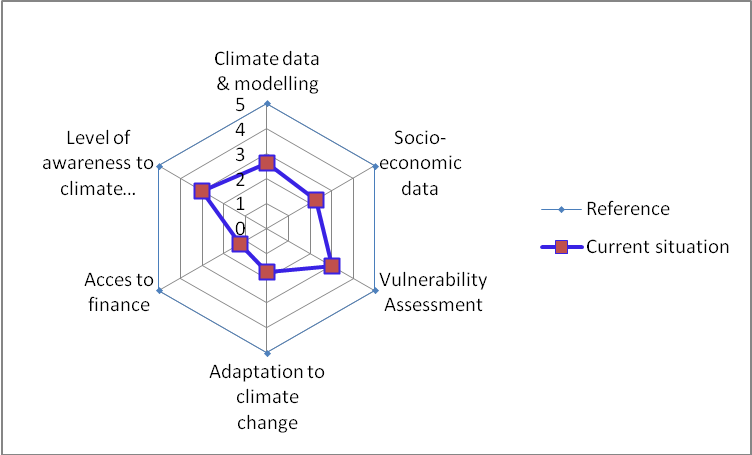 Climate data
& modelling
5
4
3
2
1
0
Socio-
economic
data
Vulnerability
Assessment
Adaptation to
climate
change
Acces to
finance
Level of
awareness to
climate...
Reference
Current situation